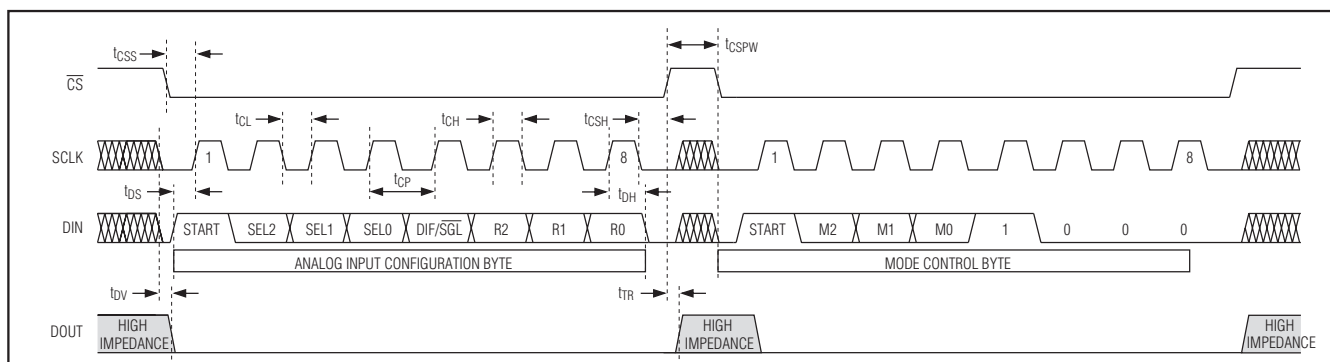 tCSS
tCSPW
CS
tCL
tCH
tCSH
SCLK
1
8
1
8
tCP
tDS
tDH
DIN
START
SEL2
SEL1
SEL0
DIF/SGL
R2
R1
R0
START
M2
M1
M0
1
0
0
0
ANALOG INPUT CONFIGURATION BYTE
MODE CONTROL BYTE
tDV
tTR
DOUT
HIGH
IMPEDANCE
HIGH
IMPEDANCE
HIGH
IMPEDANCE